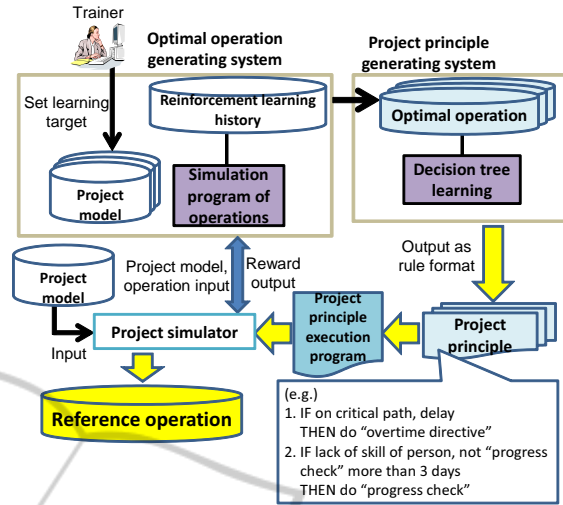 Trainer
Optimal operation
generating system
Project principle
generating system
Set learning
target
Reinforcement learning
history
Optimal operation
Project
model
Simulation
program of
operations
Decision tree
learning
Output as
rule format
Project
model
Project model,
operation input
Reward
output
Input
Project simulator
Project
principle
execution
program
Project
principle
Reference operation
(e.g.)
1. IF on critical path, delay
THEN do “overtime directive”
2. IF lack of skill of person, not “progress
check” more than 3 days
THEN do “progress check”